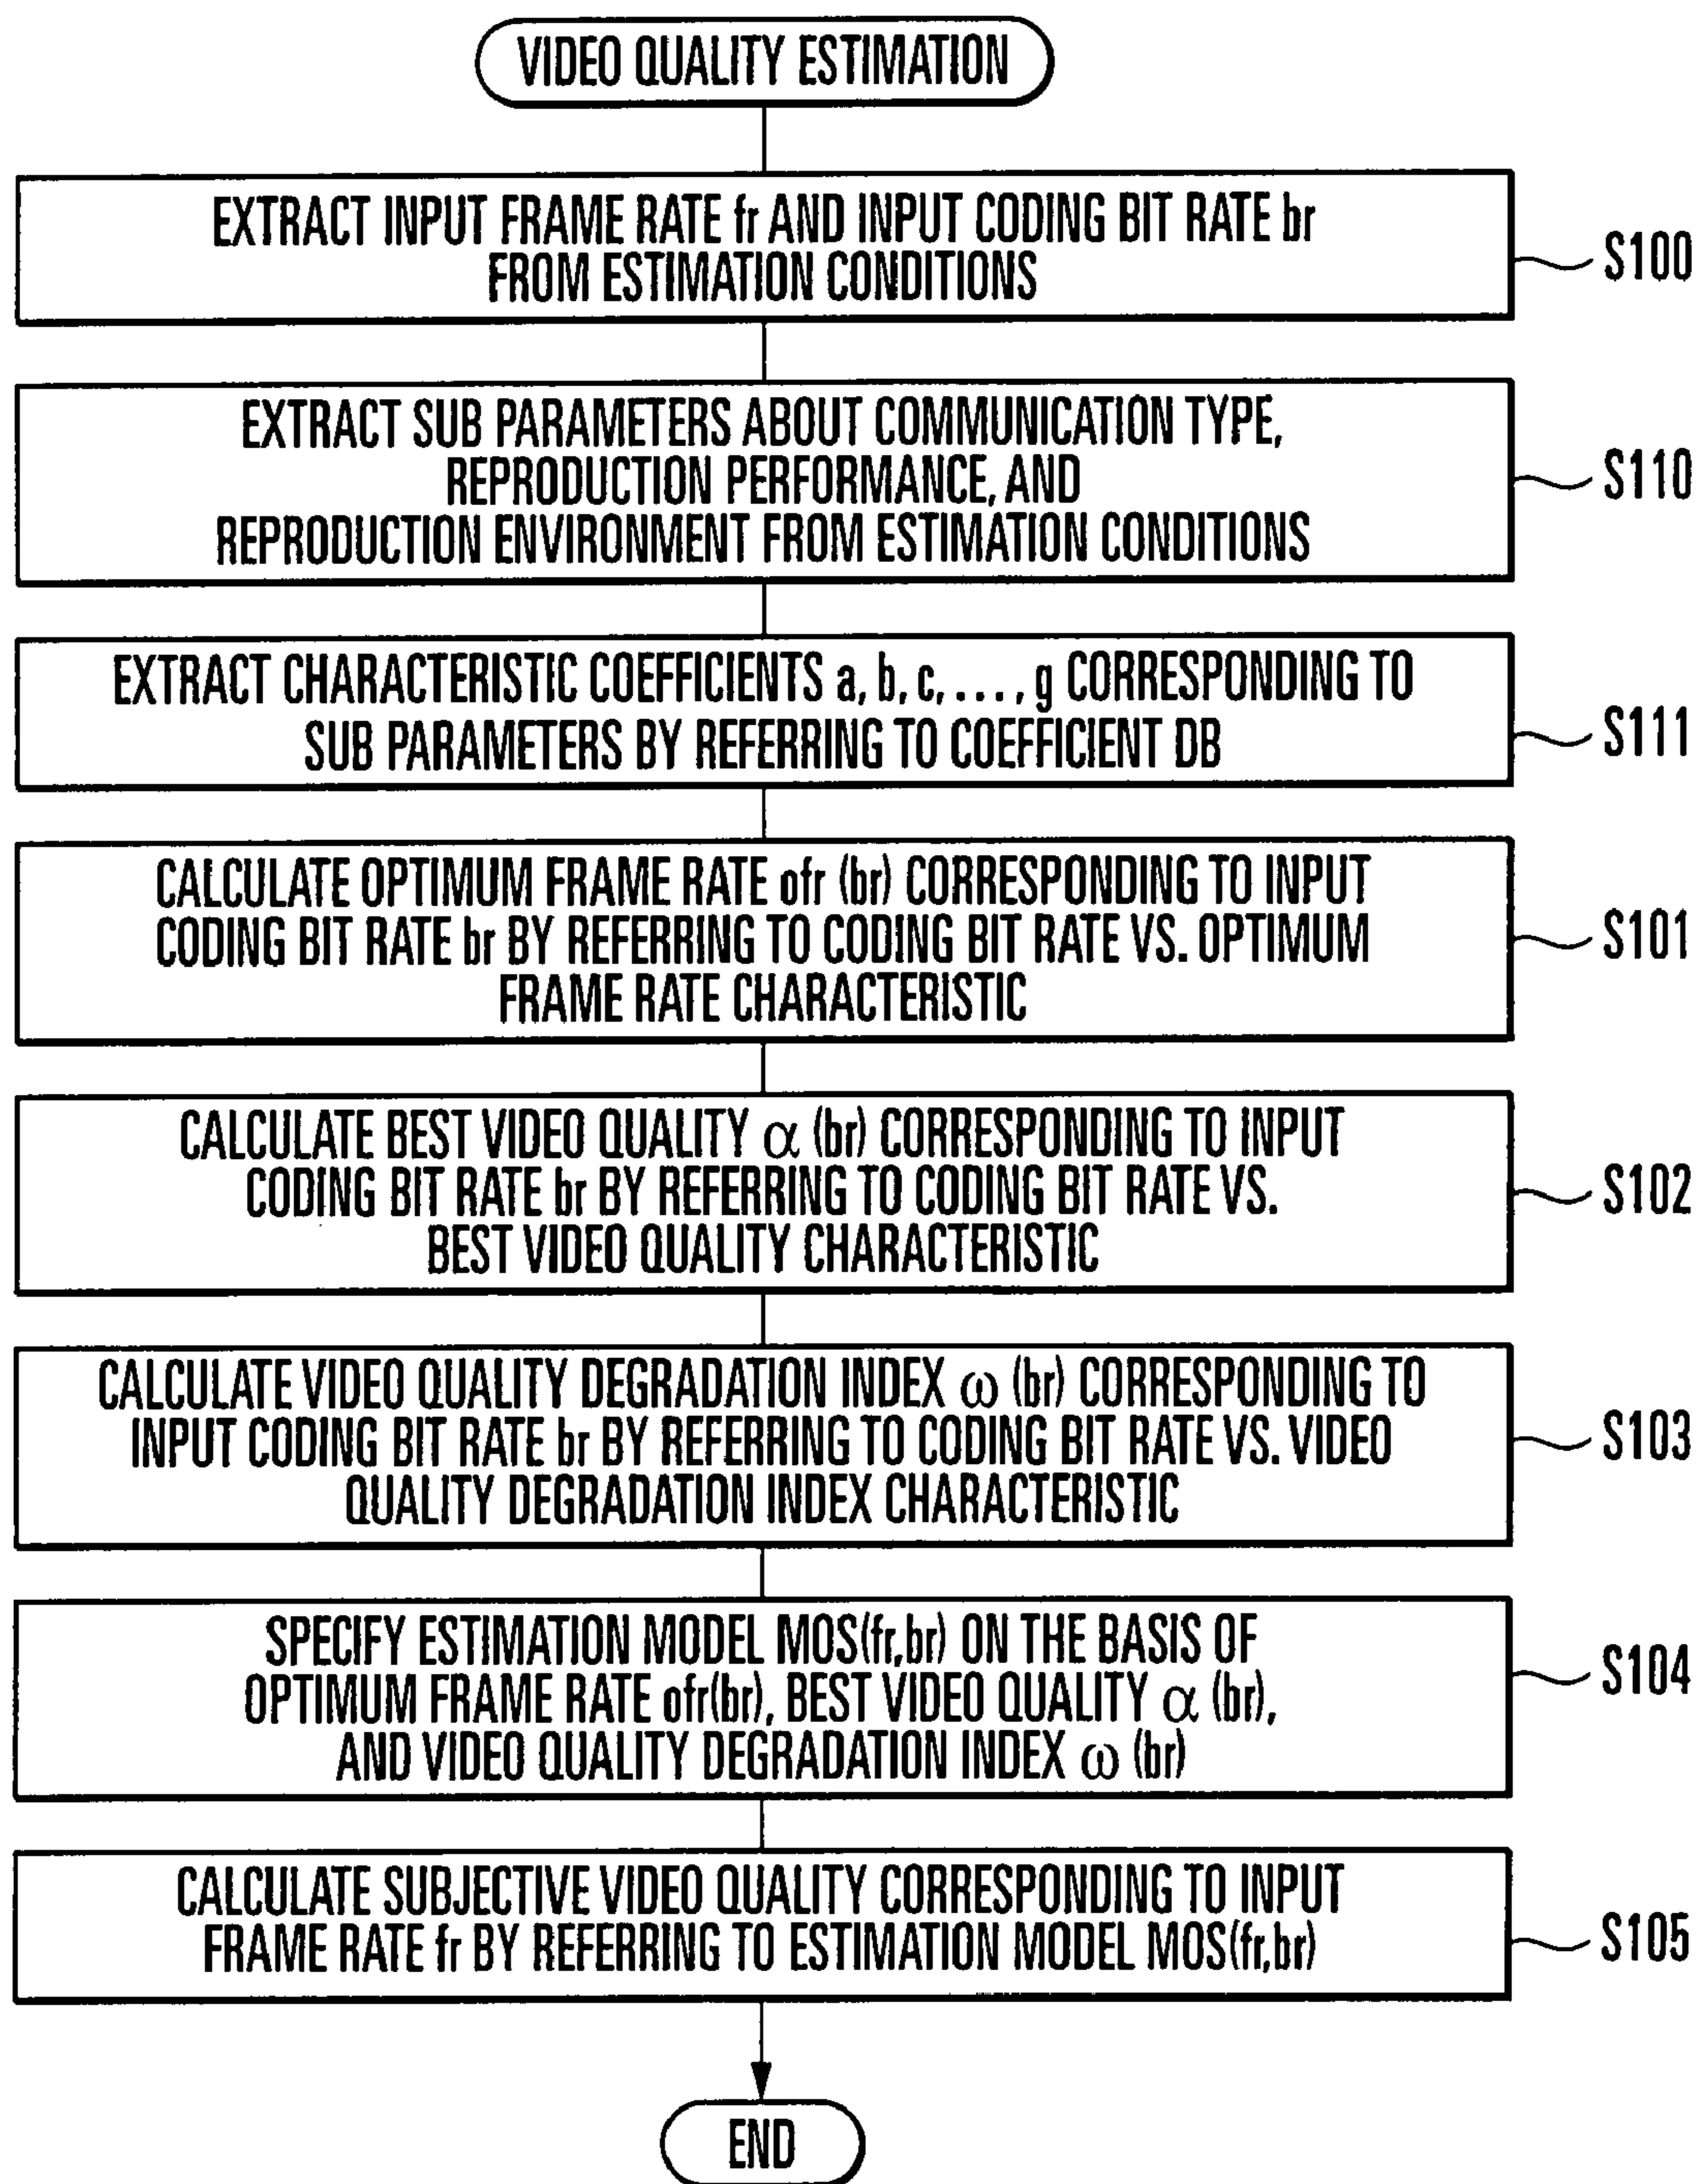 VIDEO QUALITY ESTIMATION
EXTRACT INPUT FRAME RATE fr AND INPUT CODING BIT RATE br
FROM ESTIMATION CONDITIONS
S100
EXTRACT SUB PARAMETERS ABOUT COMMUNICATION TYPE,
REPRODUCTION PERFORMANCE, AND
REPRODUCTION ENVIRONMENT FROM ESTIMATION CONDITIONS
S110
EXTRACT CHARACTERISTIC COEFFICIENTS a, b, c, . . . , g CORRESPONDING TO
SUB PARAMETERS BY REFERRING TO COEFFICIENT DB
S111
CALCULATE OPTIMUM FRAME RATE ofr (br) CORRESPONDING TO INPUT
CODING BIT RATE br BY REFERRING TO CODING BIT RATE VS. OPTIMUM
FRAME RATE CHARACTERISTIC
S101
CALCULATE BEST VIDEO QUALITY α (br) CORRESPONDING TO INPUT
CODING BIT RATE br BY REFERRING TO CODING BIT RATE VS.
BEST VIDEO QUALITY CHARACTERISTIC
S102
CALCULATE VIDEO QUALITY DEGRADATION INDEX ω (br) CORRESPONDING TO
INPUT CODING BIT RATE br BY REFERRING TO CODING BIT RATE VS. VIDEO
QUALITY DEGRADATION INDEX CHARACTERISTIC
S103
SPECIFY ESTIMATION MODEL MOS(fr,br) ON THE BASIS OF
OPTIMUM FRAME RATE ofr(br), BEST VIDEO QUALITY α (br),
AND VIDEO QUALITY DEGRADATION INDEX ω (br)
S104
CALCULATE SUBJECTIVE VIDEO QUALITY CORRESPONDING TO INPUT
FRAME RATE fr BY REFERRING TO ESTIMATION MODEL MOS(fr,br)
S105
END